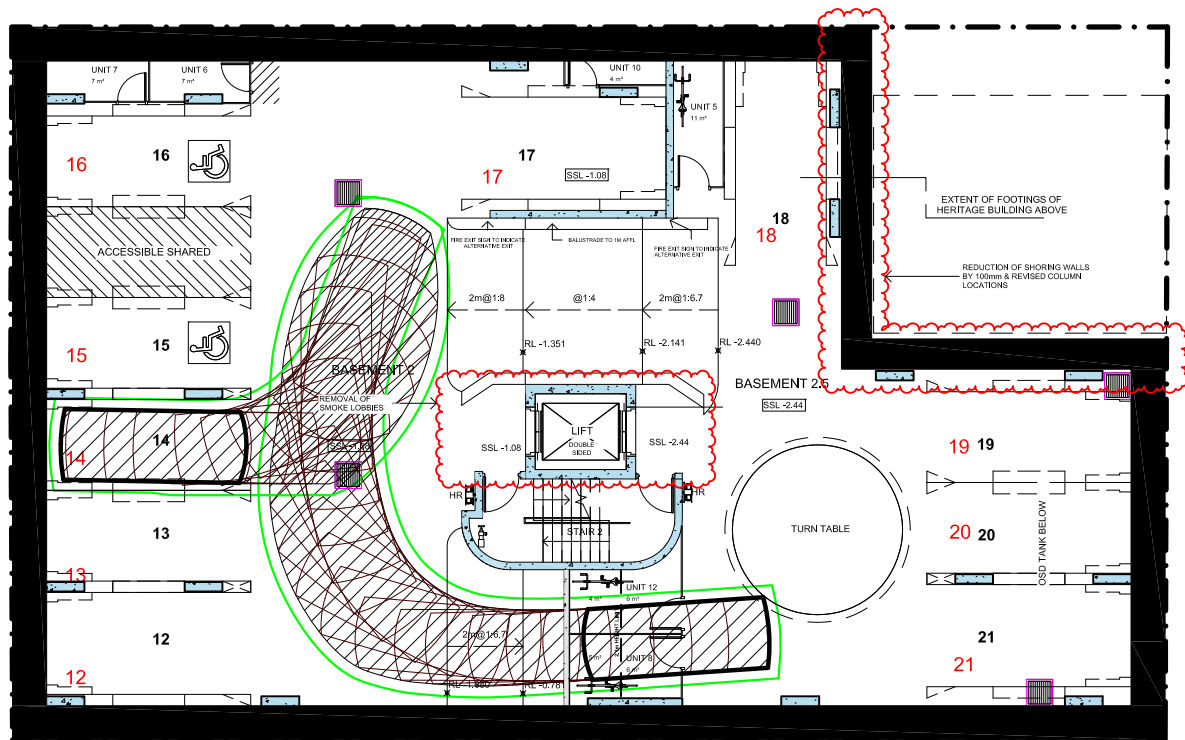 UNIT 7
7 m²
UNIT 6
7 m²
UNIT 10
4 m²
UNIT 5
11 m²
16
16
17
17
SSL -1.08
18
18
EXTENT OF FOOTINGS OF
HERITAGE BUILDING ABOVE
ACCESSIBLE SHARED
FIRE EXIT SIGN TO INDICATE
ALTERNATIVE EXIT
BALUSTRADE TO 1M AFFL
FIRE EXIT SIGN TO INDICATE
ALTERNATIVE EXIT
REDUCTION OF SHORING WALLS
BY 100mm & REVISED COLUMN
LOCATIONS
2m@1:8
@1:4
2m@1:6.7
15
15
RL -1.351
RL -2.141
RL -2.440
BASEMENT 2
BASEMENT 2.5
REMOVAL OF
SMOKE LOBBIES
SSL -2.44
14
14
SSL -1.08
SSL -1.08
LIFT
DOUBLE
SIDED
SSL -2.44
19
19
HR
HR
13
13
STAIR 2
TURN TABLE
20
20
OSD TANK BELOW
UNIT 12
4 m²
6 m²
12
12
2m@1:6.7
UNIT 8
6 m²
21
21